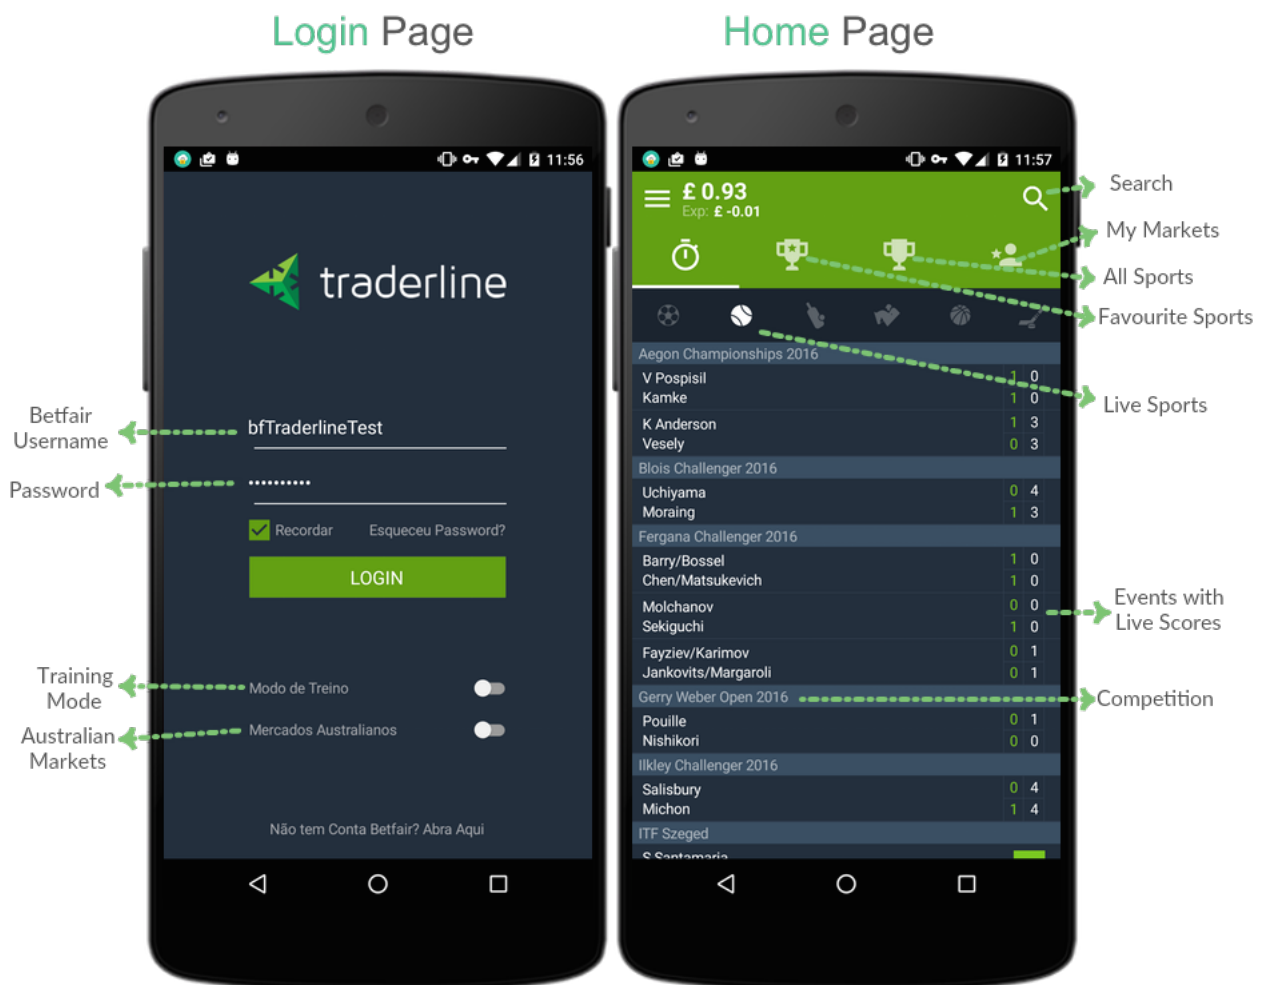 Login Page
Home Page
11:56
traderline
Betfair
Username
bfTraderlineTest
Password
Recordar
Esqueceu Password?
LOGIN
Training
Mode
Modo de Treino
Australian
Markets
Mercados Australianos
Não tem Conta Betfair? Abra Aqui
11:57
£ 0.93
Exp: £ -0.01
Search
My Markets
All Sports
Favourite Sports
Live Sports
Aegon Championships 2016
V Pospisil 1 0
Kamke 1 0
K Anderson 1 3
Vesely 0 3
Blois Challenger 2016
Uchiyama 0 4
Moraing 1 3
Fergana Challenger 2016
Barry/Bossel 1 0
Chen/Matsukevich 1 0
Molchanov 0 0
Sekiguchi 1 0
Events with
Live Scores
Fayziev/Karimov 0 1
Jankovits/Margaroli 0 1
Gerry Weber Open 2016
Competition
Pouille 0 1
Nishikori 0 0
Ilkley Challenger 2016
Salisbury 0 4
Michon 1 4
ITF Szeged
S Santamaria